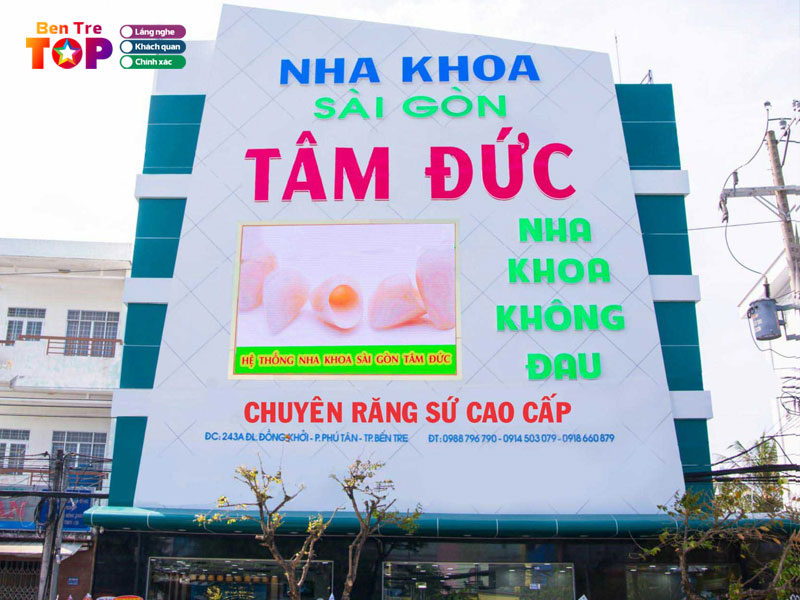 Ben Tre
TOP
Lắng nghe
Khách quan
Chính xác
NHA KHOA
SÀI GÒN
TÂM ĐỨC
NHA
KHOA
KHÔNG
ĐAU
HỆ THỐNG NHA KHOA SÀI GÒN TÂM ĐỨC
CHUYÊN RĂNG SỨ CAO CẤP
ĐC: 243A ĐL. ĐỒNG KHỞI - P. PHÚ TÂN - TP. BẾN TRE ĐT: 0988 796 790 - 0914 503 079 - 0918 660 879